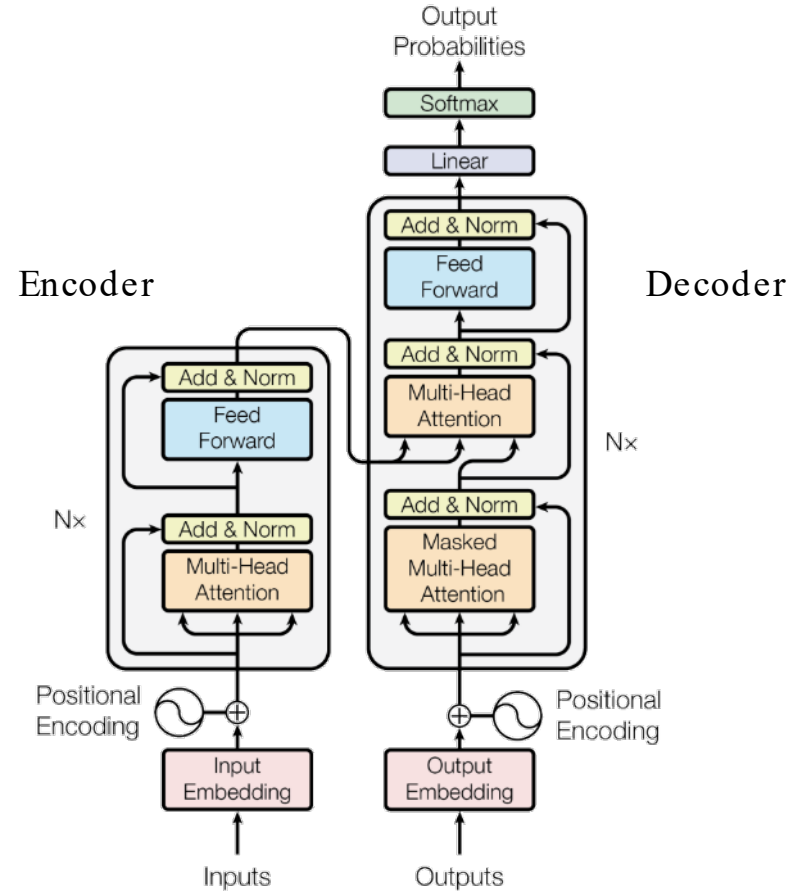 Output
Probabilities
Softmax
Linear
Add & Norm
Feed
Forward
Add & Norm
Multi-Head
Attention
Add & Norm
Masked
Multi-Head
Attention
Nx
Decoder
Encoder
Add & Norm
Feed
Forward
Add & Norm
Multi-Head
Attention
Nx
Positional
Encoding
Input
Embedding
Inputs
Positional
Encoding
Output
Embedding
Outputs